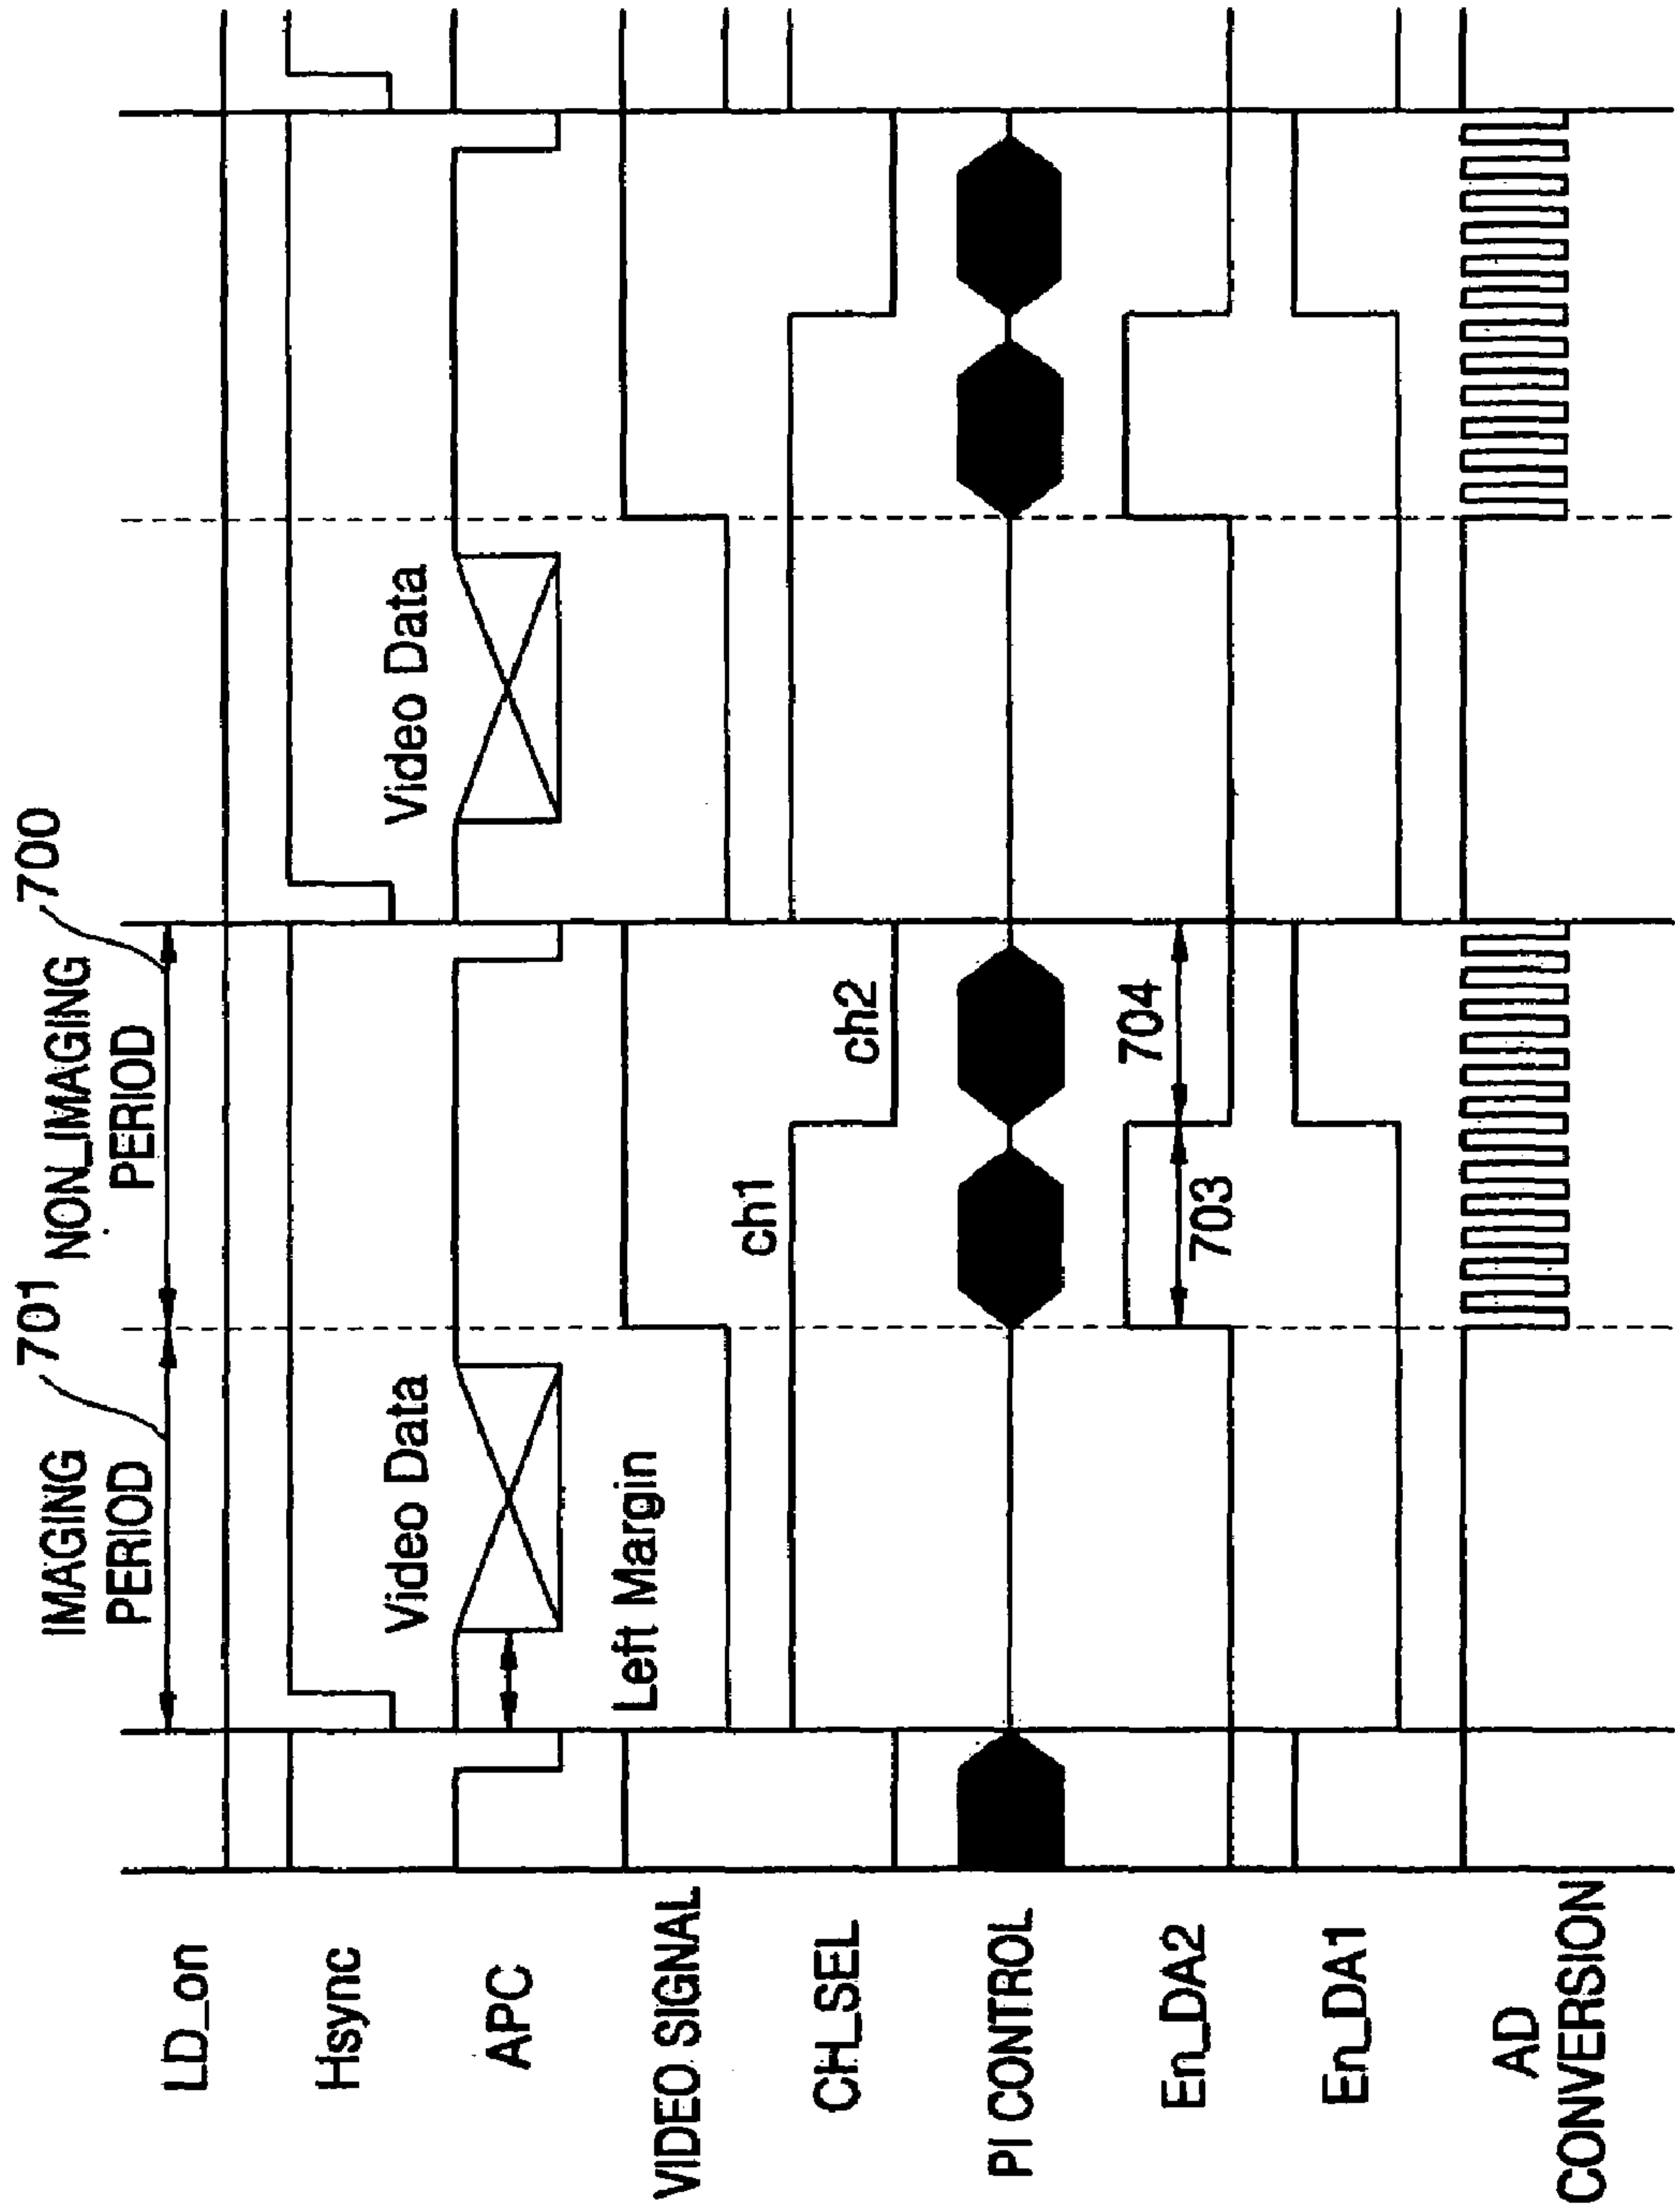 IMAGING
PERIOD
701
NON_IMAGING
PERIOD
700
LD_on
Hsync
Video Data
Video Data
APC
Left Margin
VIDEO SIGNAL
ch1
ch2
CH_SEL
PI CONTROL
703
704
En_DA2
En_DA1
AD
CONVERSION